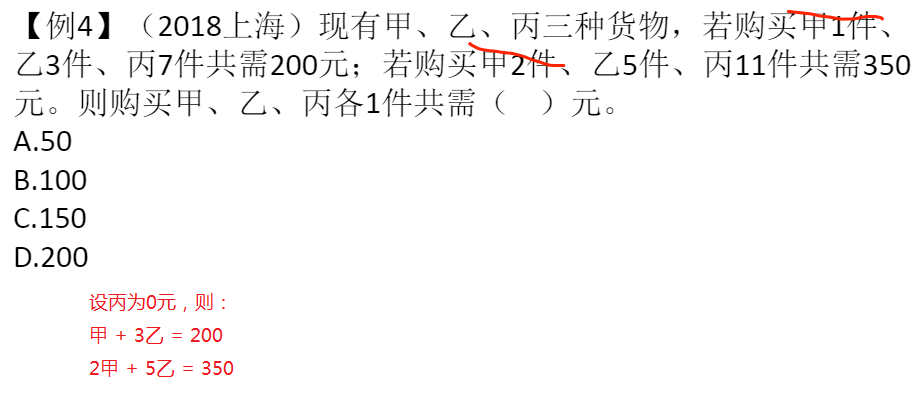 【例4】（2018上海）现有甲、乙、丙三种货物，若购买甲1件、
乙3件、丙7件共需200元；若购买甲2件、乙5件、丙11件共需350
元。则购买甲、乙、丙各1件共需（　）元。
A.50
B.100
C.150
D.200
设丙为0元，则：
甲 + 3乙 = 200
2甲 + 5乙 = 350